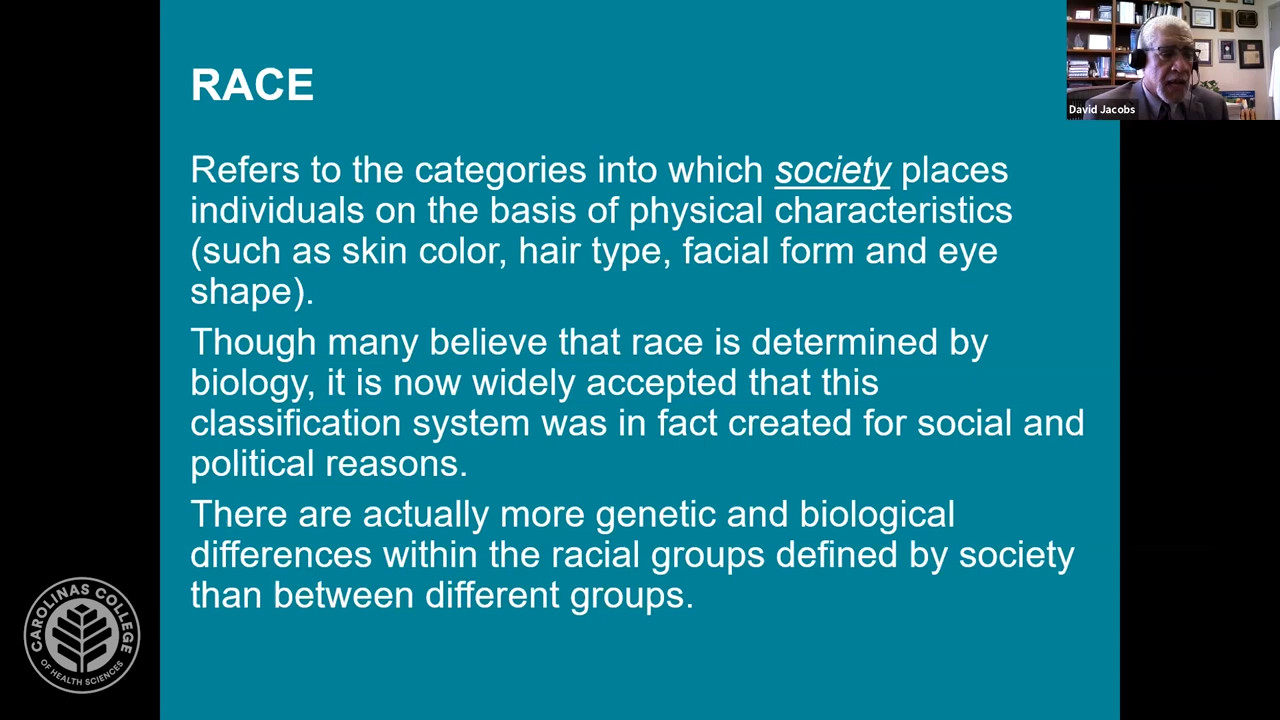 RACE
Refers to the categories into which society places
individuals on the basis of physical characteristics
(such as skin color, hair type, facial form and eye
shape).
Though many believe that race is determined by
biology, it is now widely accepted that this
classification system was in fact created for social and
political reasons.
There are actually more genetic and biological
differences within the racial groups defined by society
than between different groups.
David Jacobs
CAROLINAS COLLEGE
OF HEALTH SCIENCES